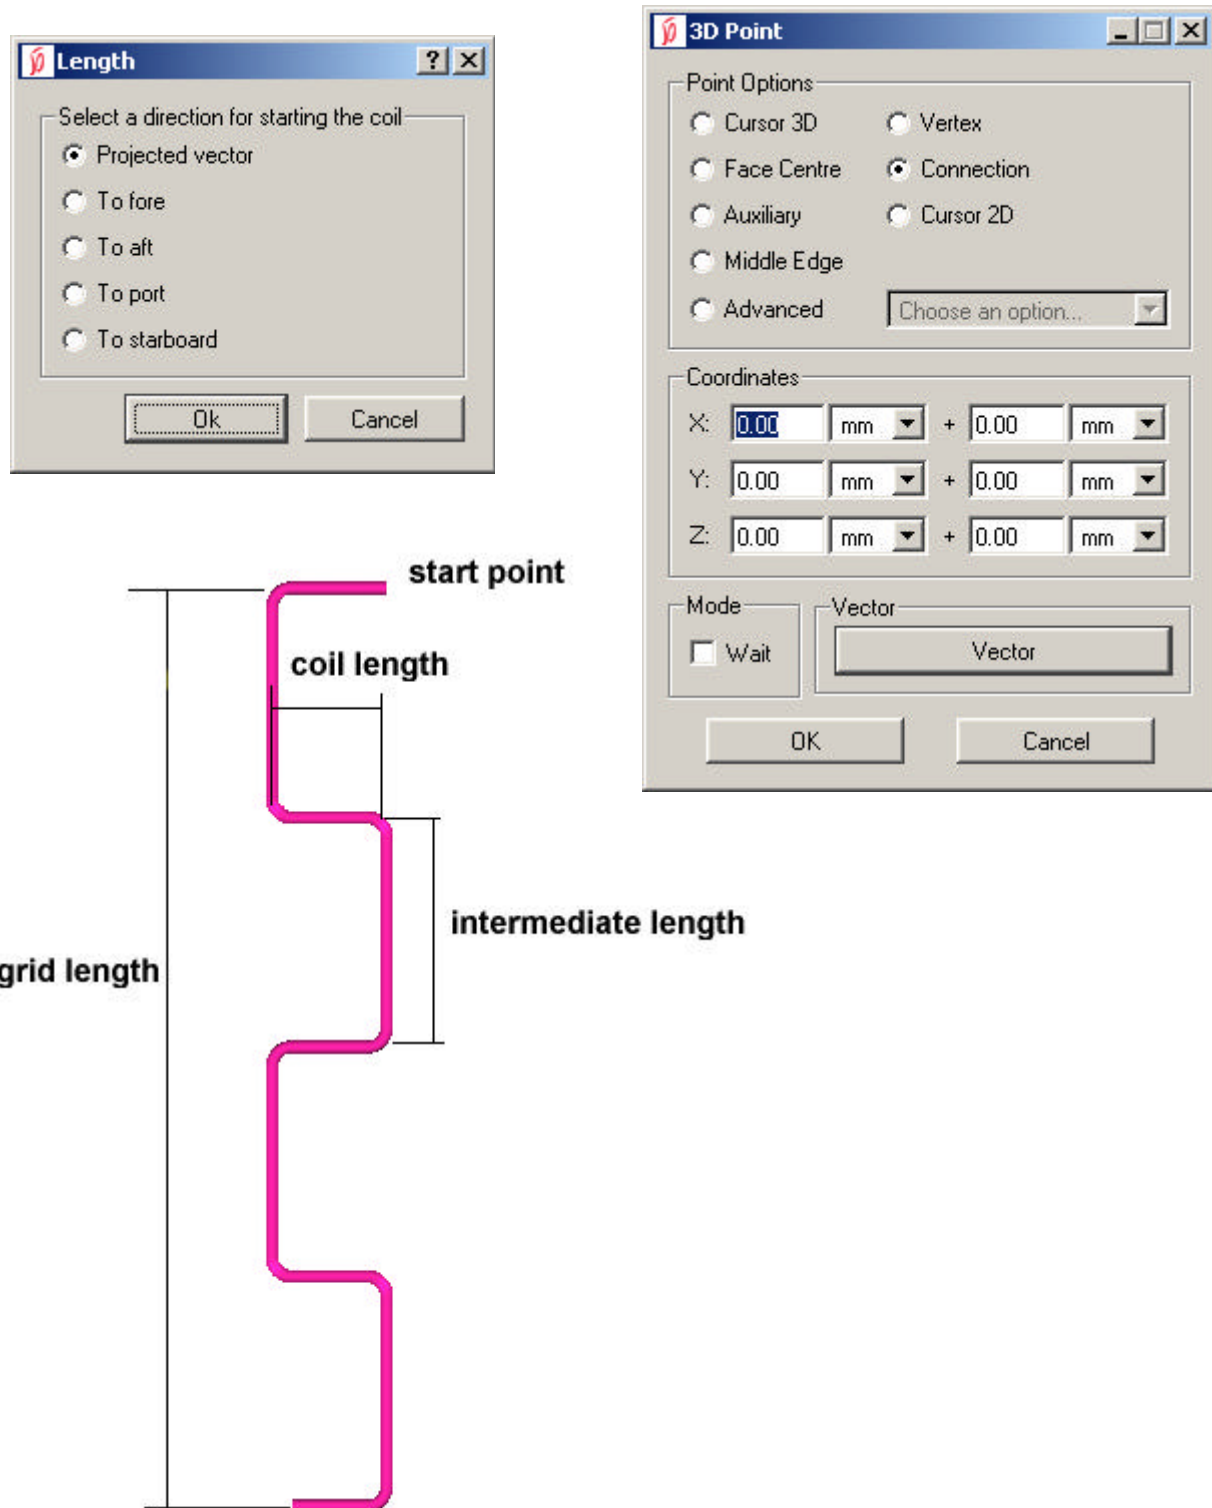 Length
Select a direction for starting the coil
Projected vector
To fore
To aft
To port
To starboard
Ok Cancel
3D Point
Point Options
Cursor 3D Vertex
Face Centre Connection
Auxiliary Cursor 2D
Middle Edge
Advanced Choose an option...
Coordinates
X: 0.00 mm + 0.00 mm
Y: 0.00 mm + 0.00 mm
Z: 0.00 mm + 0.00 mm
Mode Vector
Wait Vector
OK Cancel
start point
coil length
intermediate length
grid length